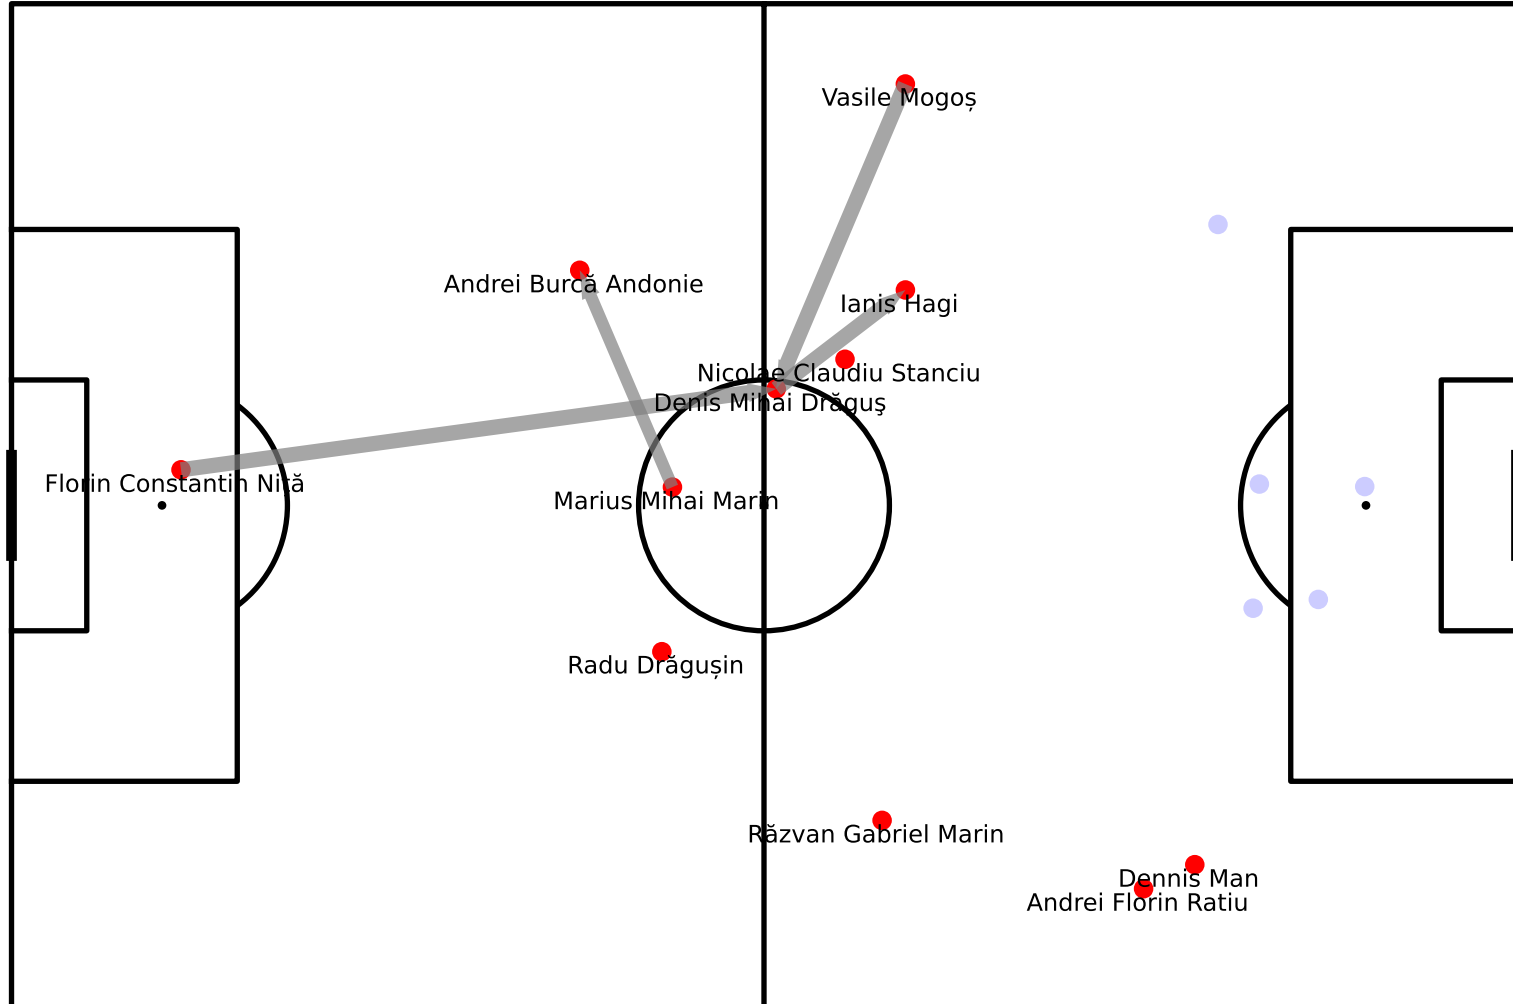 Vasile Mogoș
Andrei Burcă Andonie
Ianis Hagi
Nicolae Claudiu Stanciu
Denis Mihai Drăguş
Florin Constantin Niță
Marius Mihai Marin
Radu Drăgușin
Răzvan Gabriel Marin
Dennis Man
Andrei Florin Ratiu